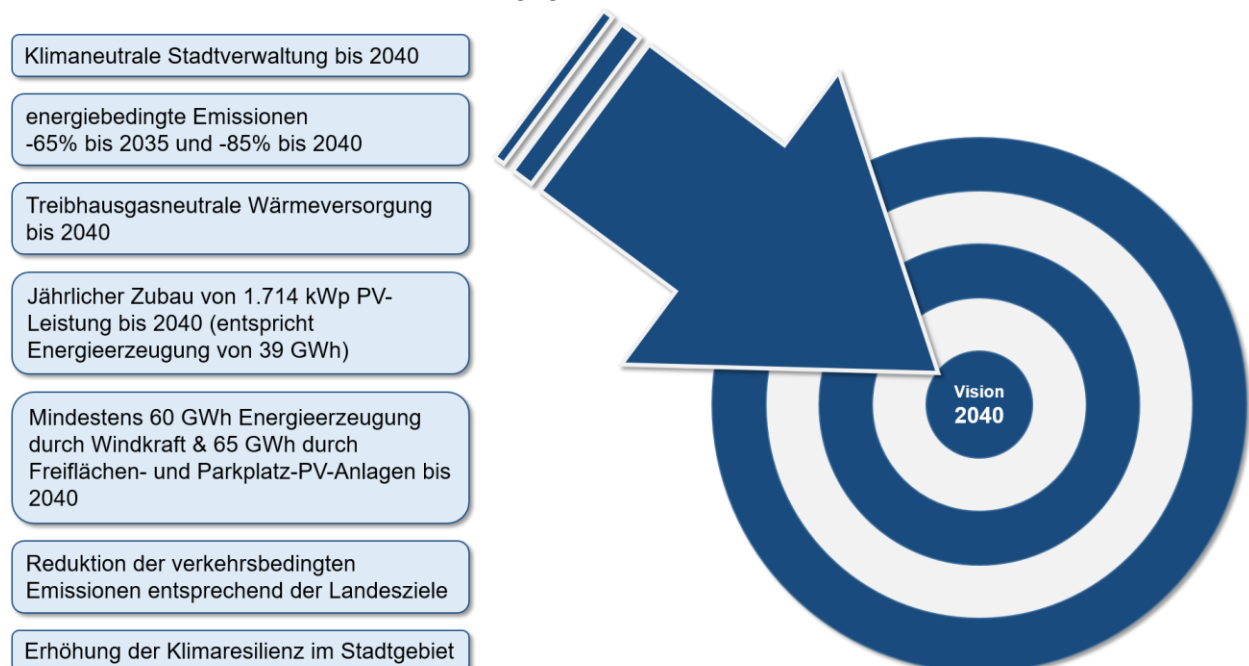 Klimaneutrale Stadtverwaltung bis 2040
energiebedingte Emissionen
-65% bis 2035 und -85% bis 2040
Treibhausgasneutrale Wärmeversorgung
bis 2040
Jährlicher Zubau von 1.714 kWp PV-
Leistung bis 2040 (entspricht
Energieerzeugung von 39 GWh)
Mindestens 60 GWh Energieerzeugung
durch Windkraft & 65 GWh durch
Freiflächen- und Parkplatz-PV-Anlagen bis
2040
Reduktion der verkehrsbedingten
Emissionen entsprechend der Landesziele
Erhöhung der Klimaresilienz im Stadtgebiet
Vision
2040